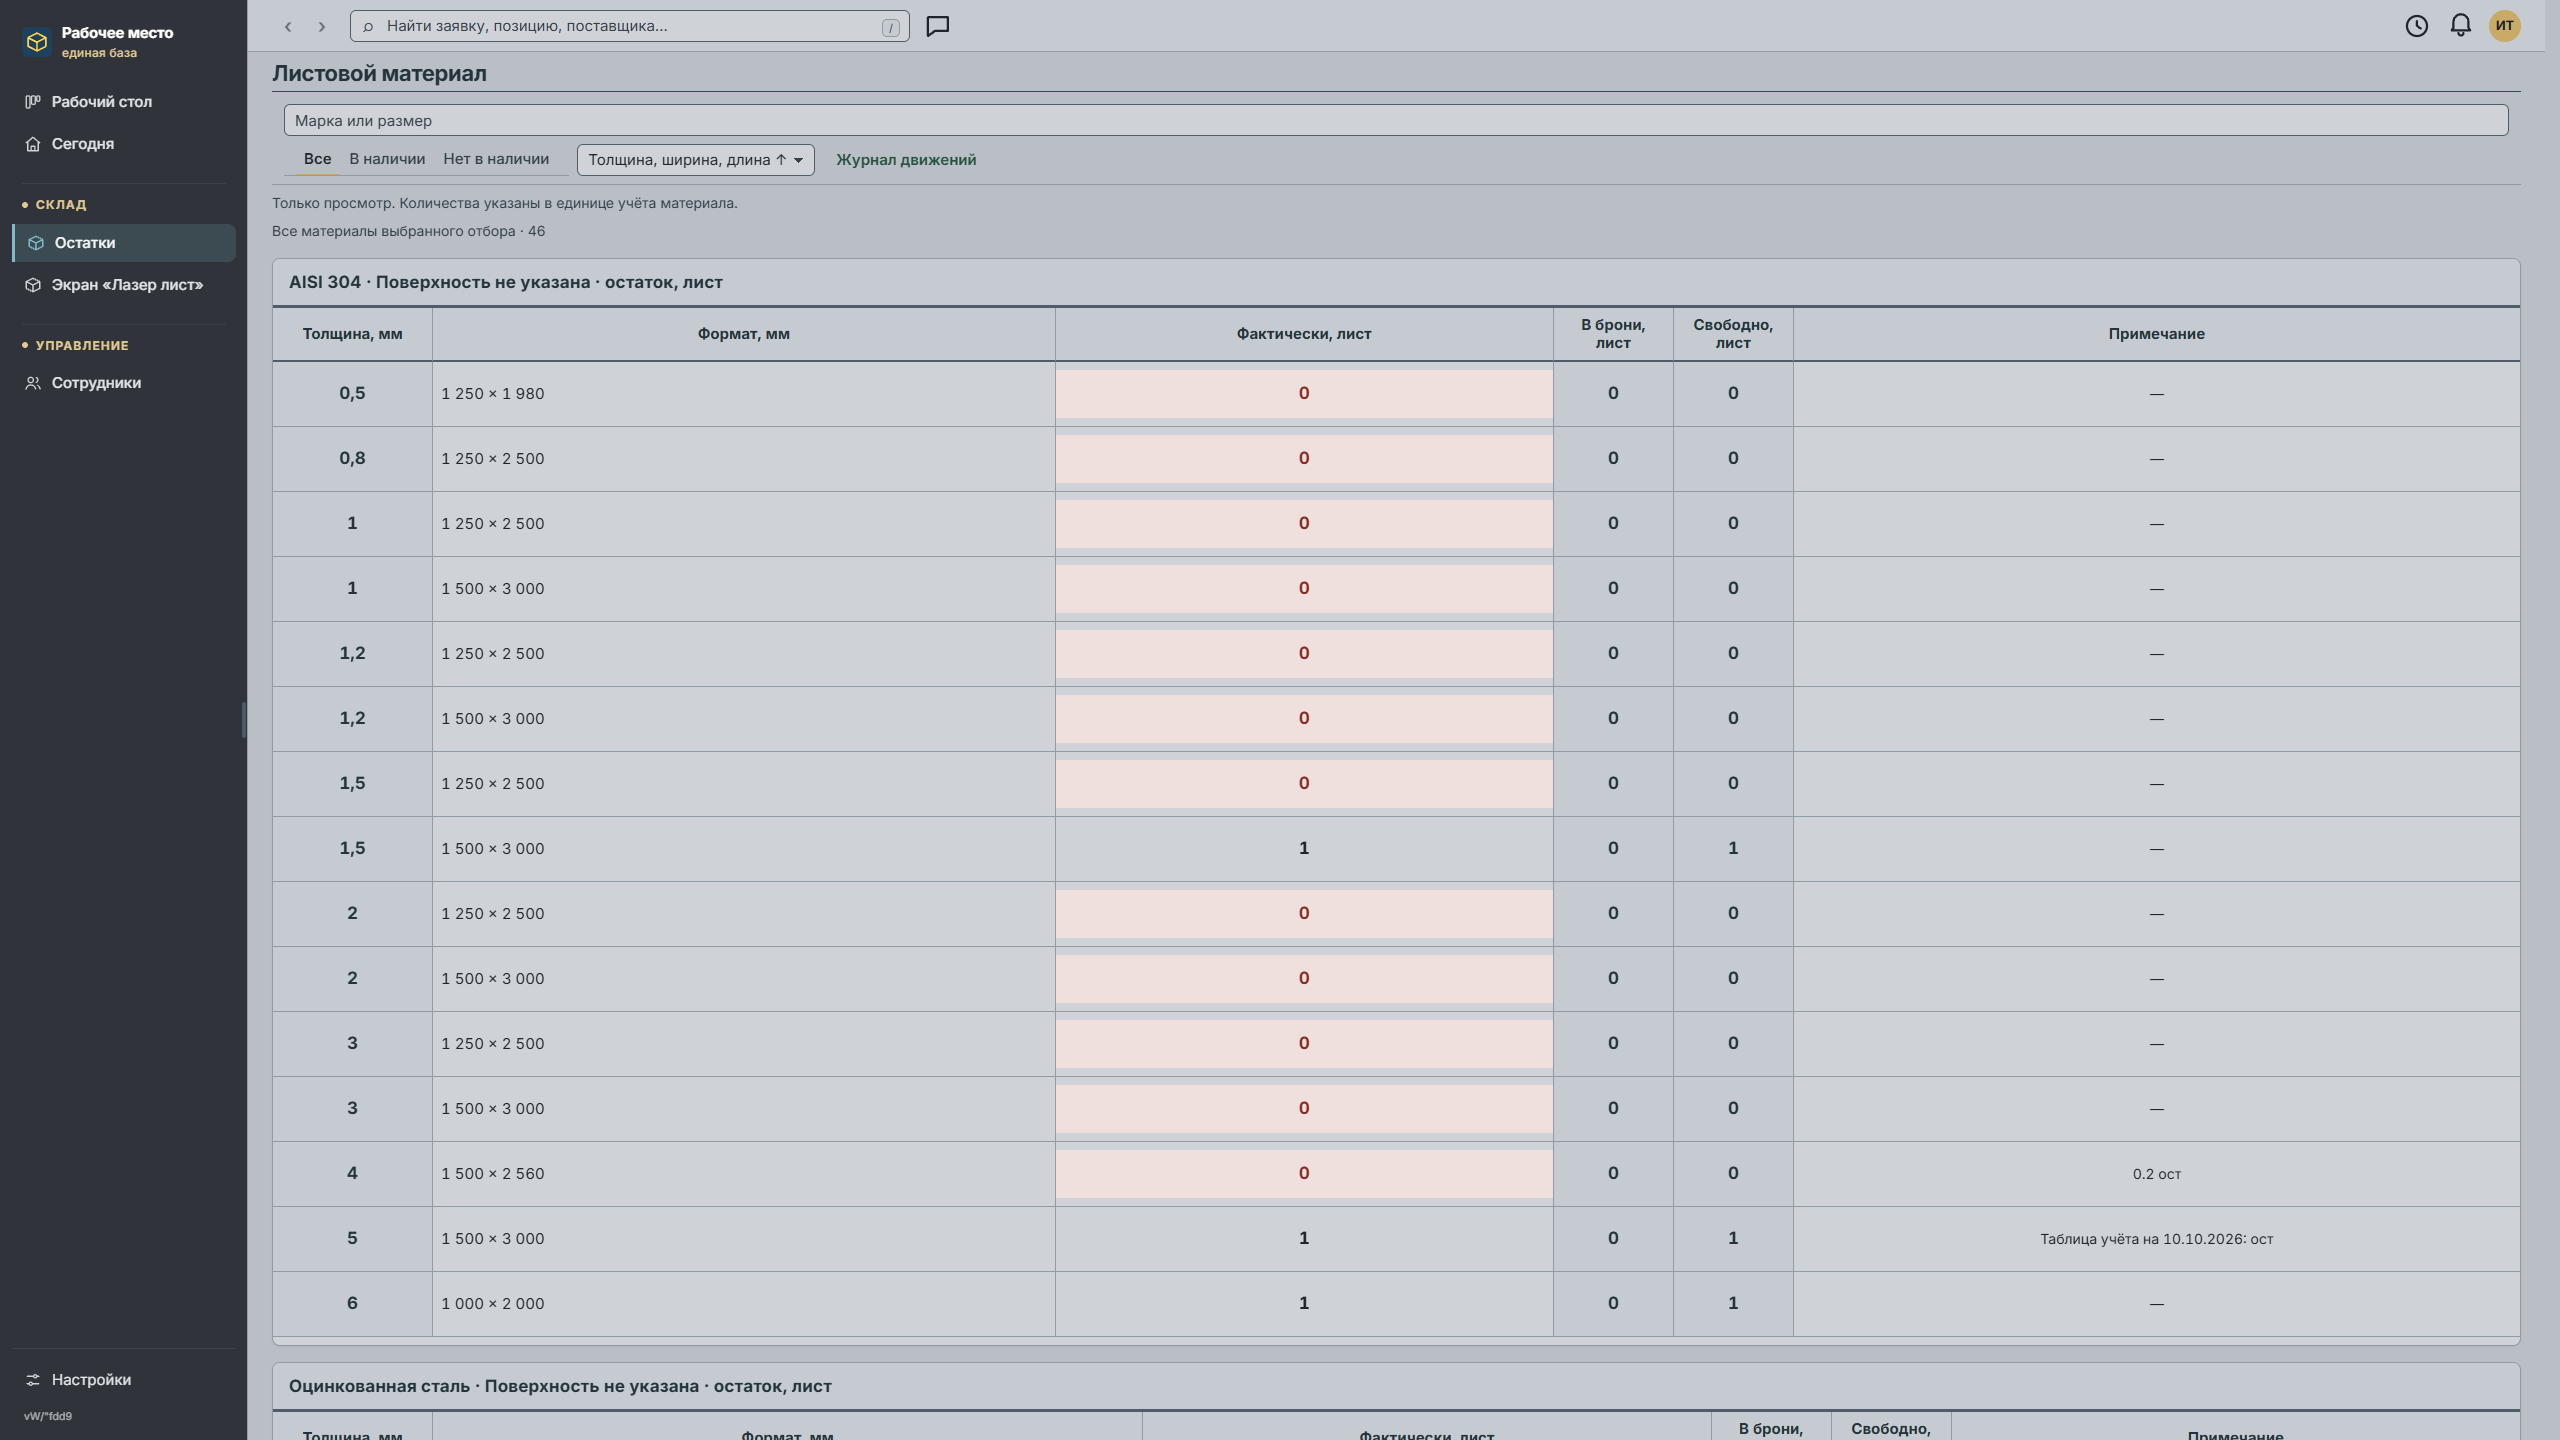 Рабочее место
единая база
Рабочий стол
Сегодня
СКЛАД
Остатки
Экран «Лазер лист»
УПРАВЛЕНИЕ
Сотрудники
Настройки
vW/"fdd9
Найти заявку, позицию, поставщика... /
ИТ
Листовой материал
Марка или размер
Все В наличии Нет в наличии Толщина, ширина, длина ↑ Журнал движений
Только просмотр. Количества указаны в единице учёта материала.
Все материалы выбранного отбора · 46
AISI 304 · Поверхность не указана · остаток, лист
Толщина, мм Формат, мм Фактически, лист В брони, лист Свободно, лист Примечание
0,5 1 250 × 1 980 0 0 0 —
0,8 1 250 × 2 500 0 0 0 —
1 1 250 × 2 500 0 0 0 —
1 1 500 × 3 000 0 0 0 —
1,2 1 250 × 2 500 0 0 0 —
1,2 1 500 × 3 000 0 0 0 —
1,5 1 250 × 2 500 0 0 0 —
1,5 1 500 × 3 000 1 0 1 —
2 1 250 × 2 500 0 0 0 —
2 1 500 × 3 000 0 0 0 —
3 1 250 × 2 500 0 0 0 —
3 1 500 × 3 000 0 0 0 —
4 1 500 × 2 560 0 0 0 0.2 ост
5 1 500 × 3 000 1 0 1 Таблица учёта на 10.10.2026: ост
6 1 000 × 2 000 1 0 1 —
Оцинкованная сталь · Поверхность не указана · остаток, лист
Толщина, мм Формат, мм Фактически, лист В брони, Свободно, Примечание